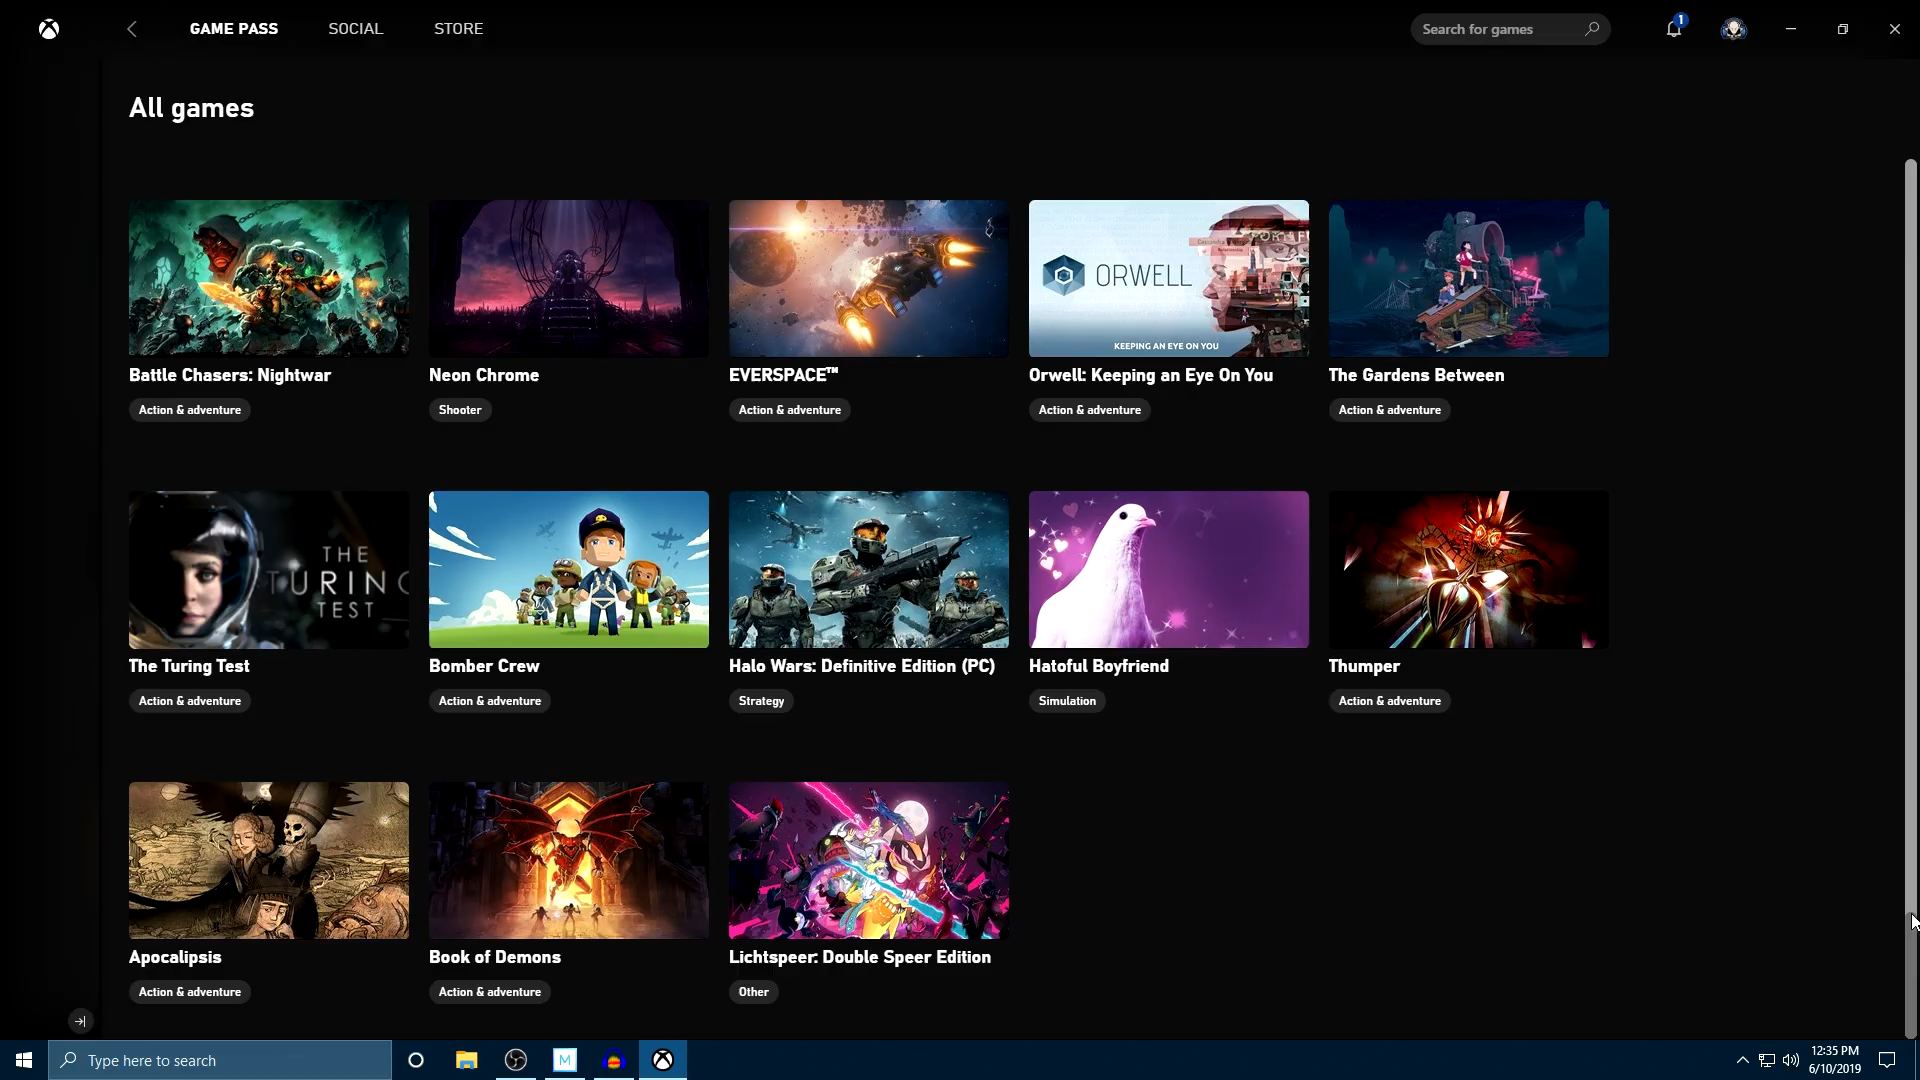 GAME PASS SOCIAL STORE Search for games 1
All games
ORWELL
KEEPING AN EYE ON YOU
Battle Chasers: Nightwar Neon Chrome EVERSPACE™ Orwell: Keeping an Eye On You The Gardens Between
Action & adventure Shooter Action & adventure Action & adventure Action & adventure
THE
TURING
TEST
The Turing Test Bomber Crew Halo Wars: Definitive Edition (PC) Hatoful Boyfriend Thumper
Action & adventure Action & adventure Strategy Simulation Action & adventure
Apocalipsis Book of Demons Lichtspeer: Double Speer Edition
Action & adventure Action & adventure Other
Type here to search M 12:35 PM
6/10/2019